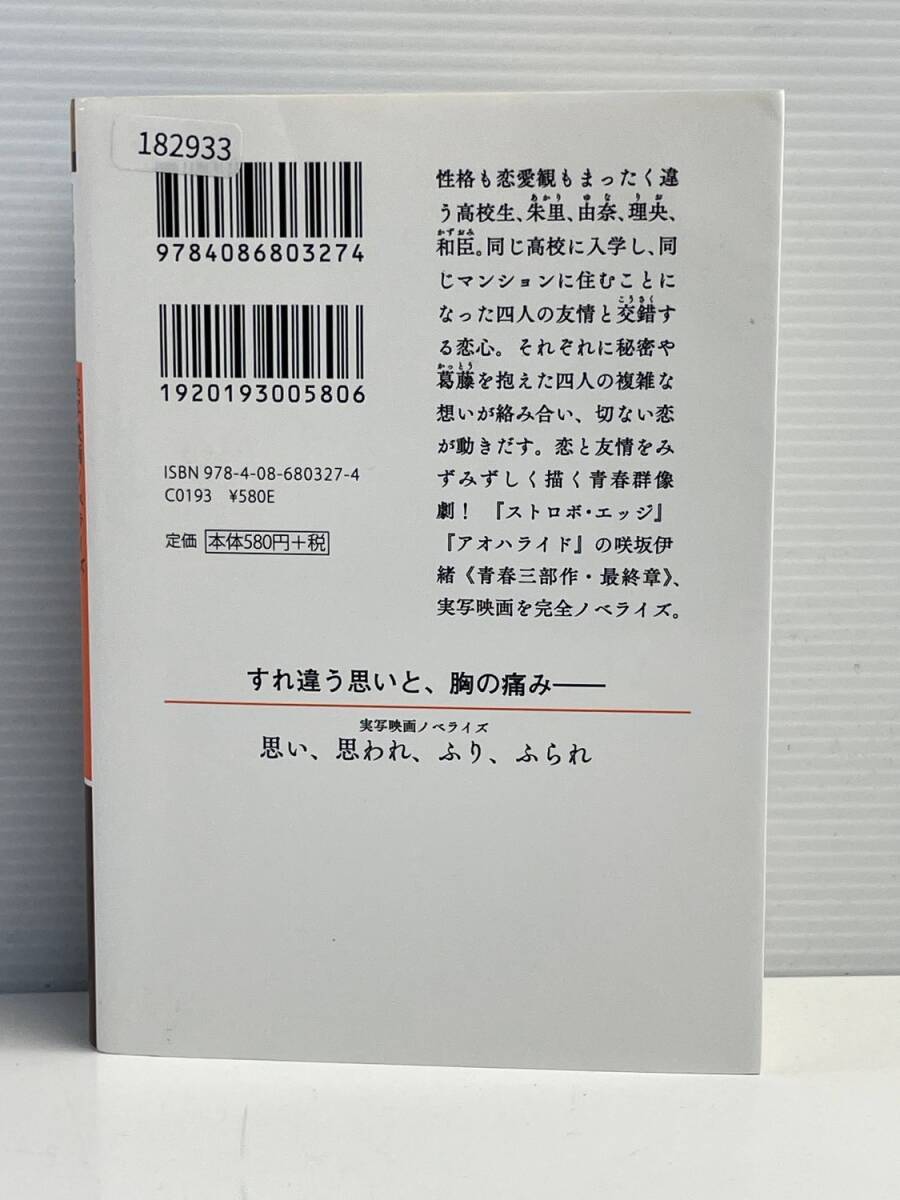 182933
9784086803274
1920193005806
ISBN 978-4-08-680327-4
C0193 ¥580E
定価 本体580円+税
性格も恋愛観もまったく違
う高校生、朱里、由奈、理央、
和臣。同じ高校に入学し、同
じマンションに住むことに
なった四人の友情と交錯す
る恋心。それぞれに秘密や
葛藤を抱えた四人の複雑な
想いが絡み合い、切ない恋
が動きだす。恋と友情をみ
ずみずしく描く青春群像
劇! 『ストロボ・エッジ』
『アオハライド』の咲坂伊
緒《青春三部作・最終章》、
実写映画を完全ノベライズ。
すれ違う思いと、胸の痛み――
実写映画ノベライズ
思い、思われ、ふり、ふられ